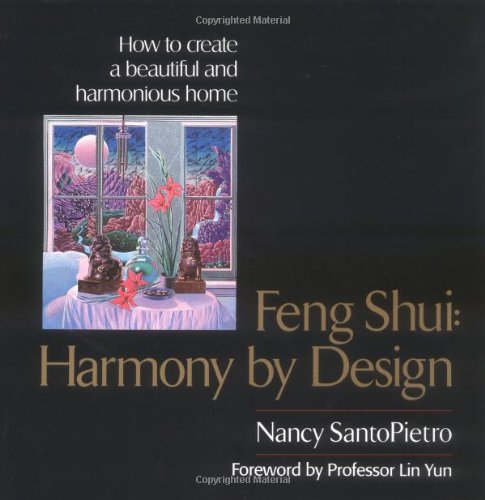 Copyrighted Material
How to create
a beautiful and
harmonious home
Feng Shui:
Harmony by Design
Nancy SantoPietro
Foreword by Professor Lin Yun
Copyrighted Material